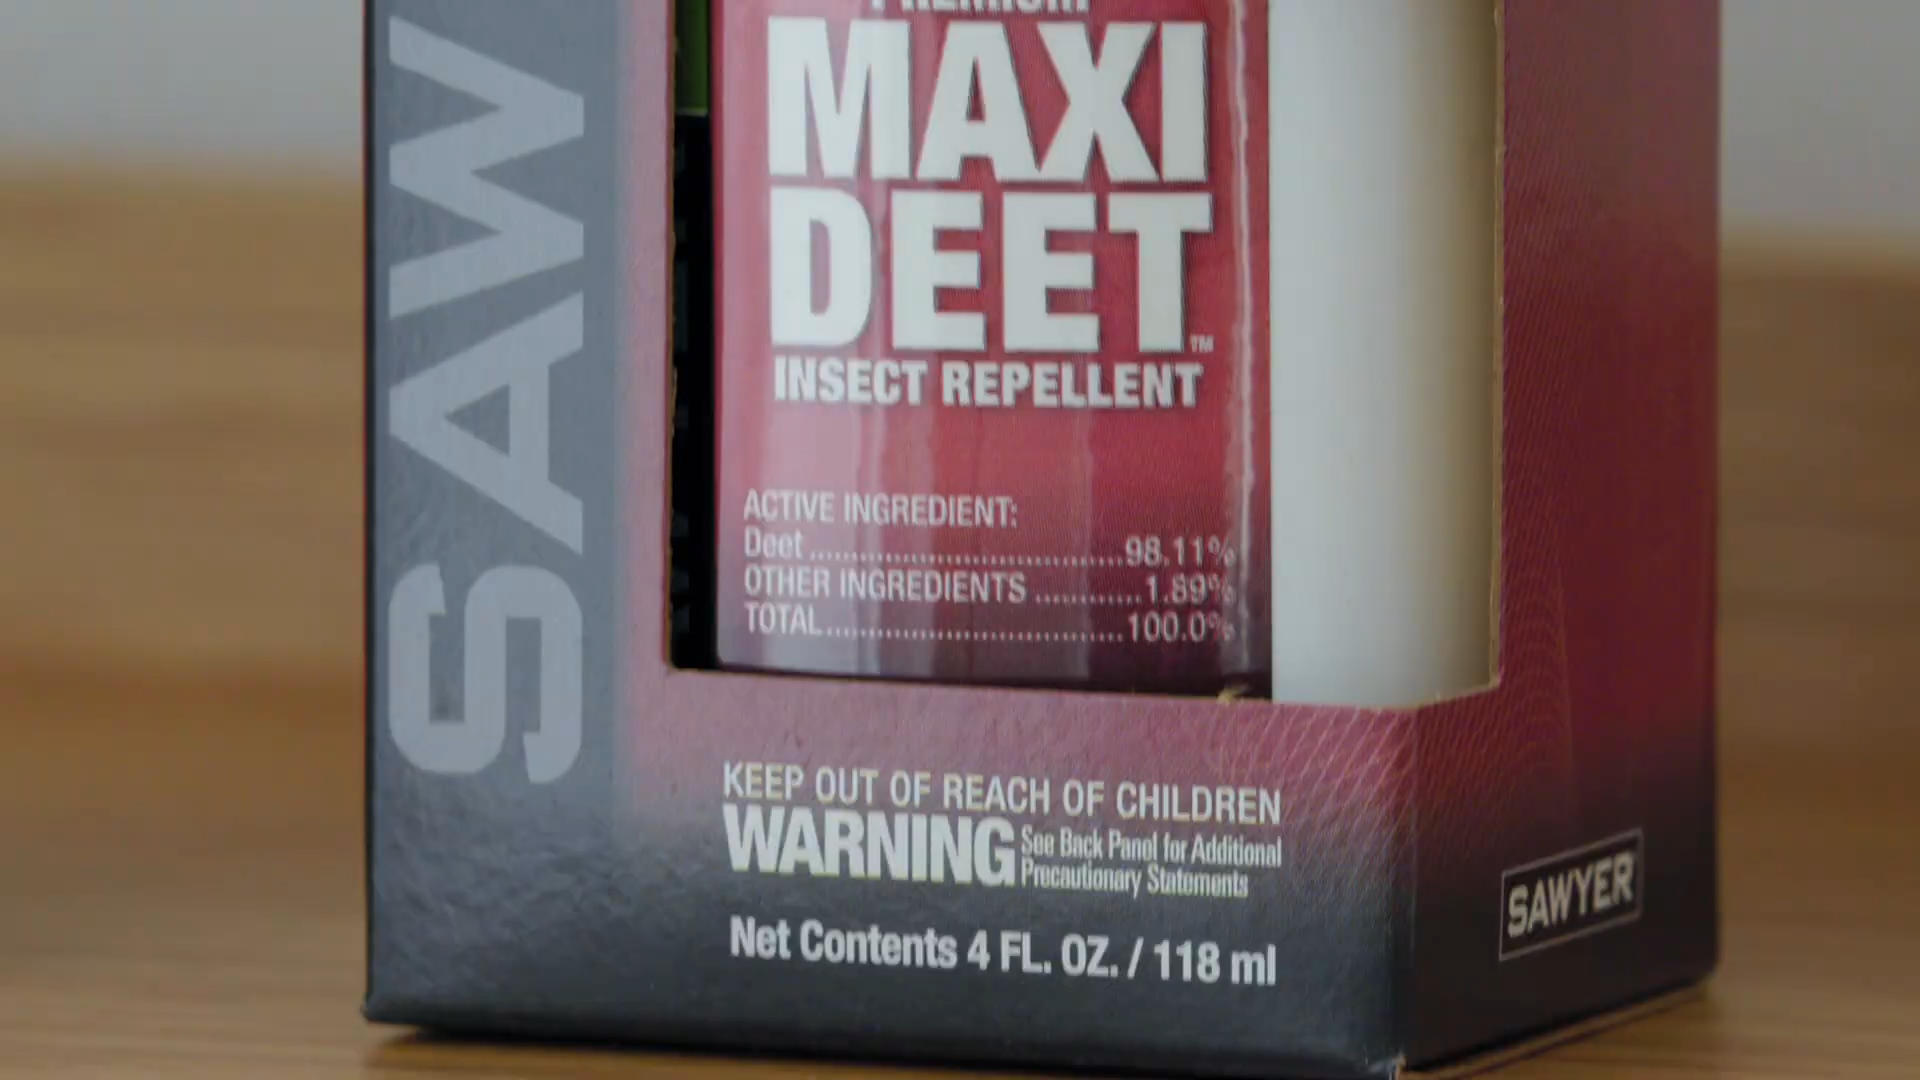 SAW
PREMIUM
MAXI
DEET™
INSECT REPELLENT
ACTIVE INGREDIENT:
Deet..............................98.11%
OTHER INGREDIENTS............1.89%
TOTAL..............................100.0%
KEEP OUT OF REACH OF CHILDREN
WARNING See Back Panel for Additional
Precautionary Statements
Net Contents 4 FL. OZ. / 118 ml
SAWYER